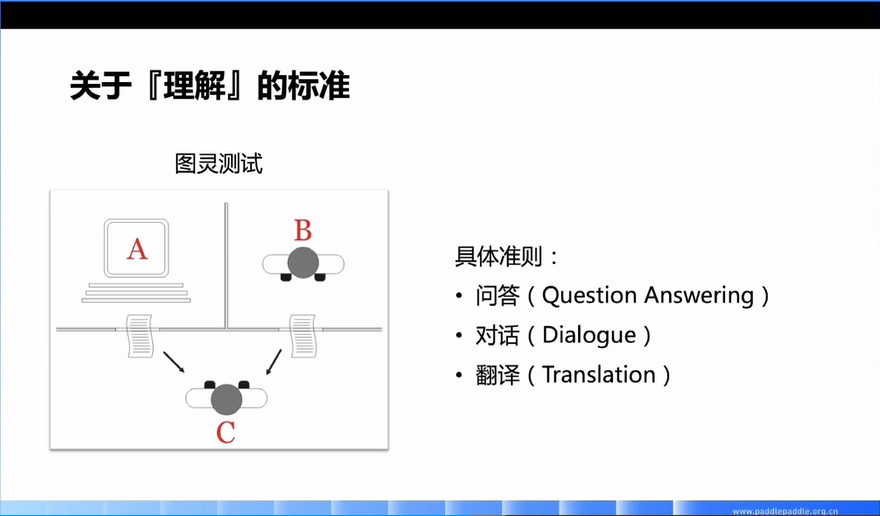 关于『理解』的标准
图灵测试
A
B
C
具体准则：
• 问答（Question Answering）
• 对话（Dialogue）
• 翻译（Translation）
www.paddlepaddle.org.cn